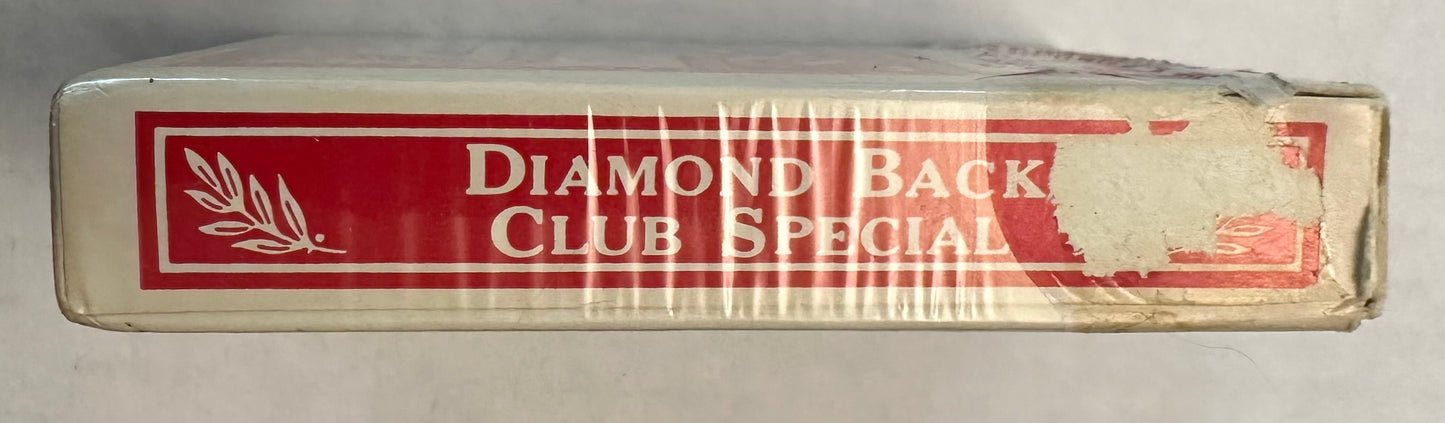 DIAMOND BACK
CLUB SPECIAL